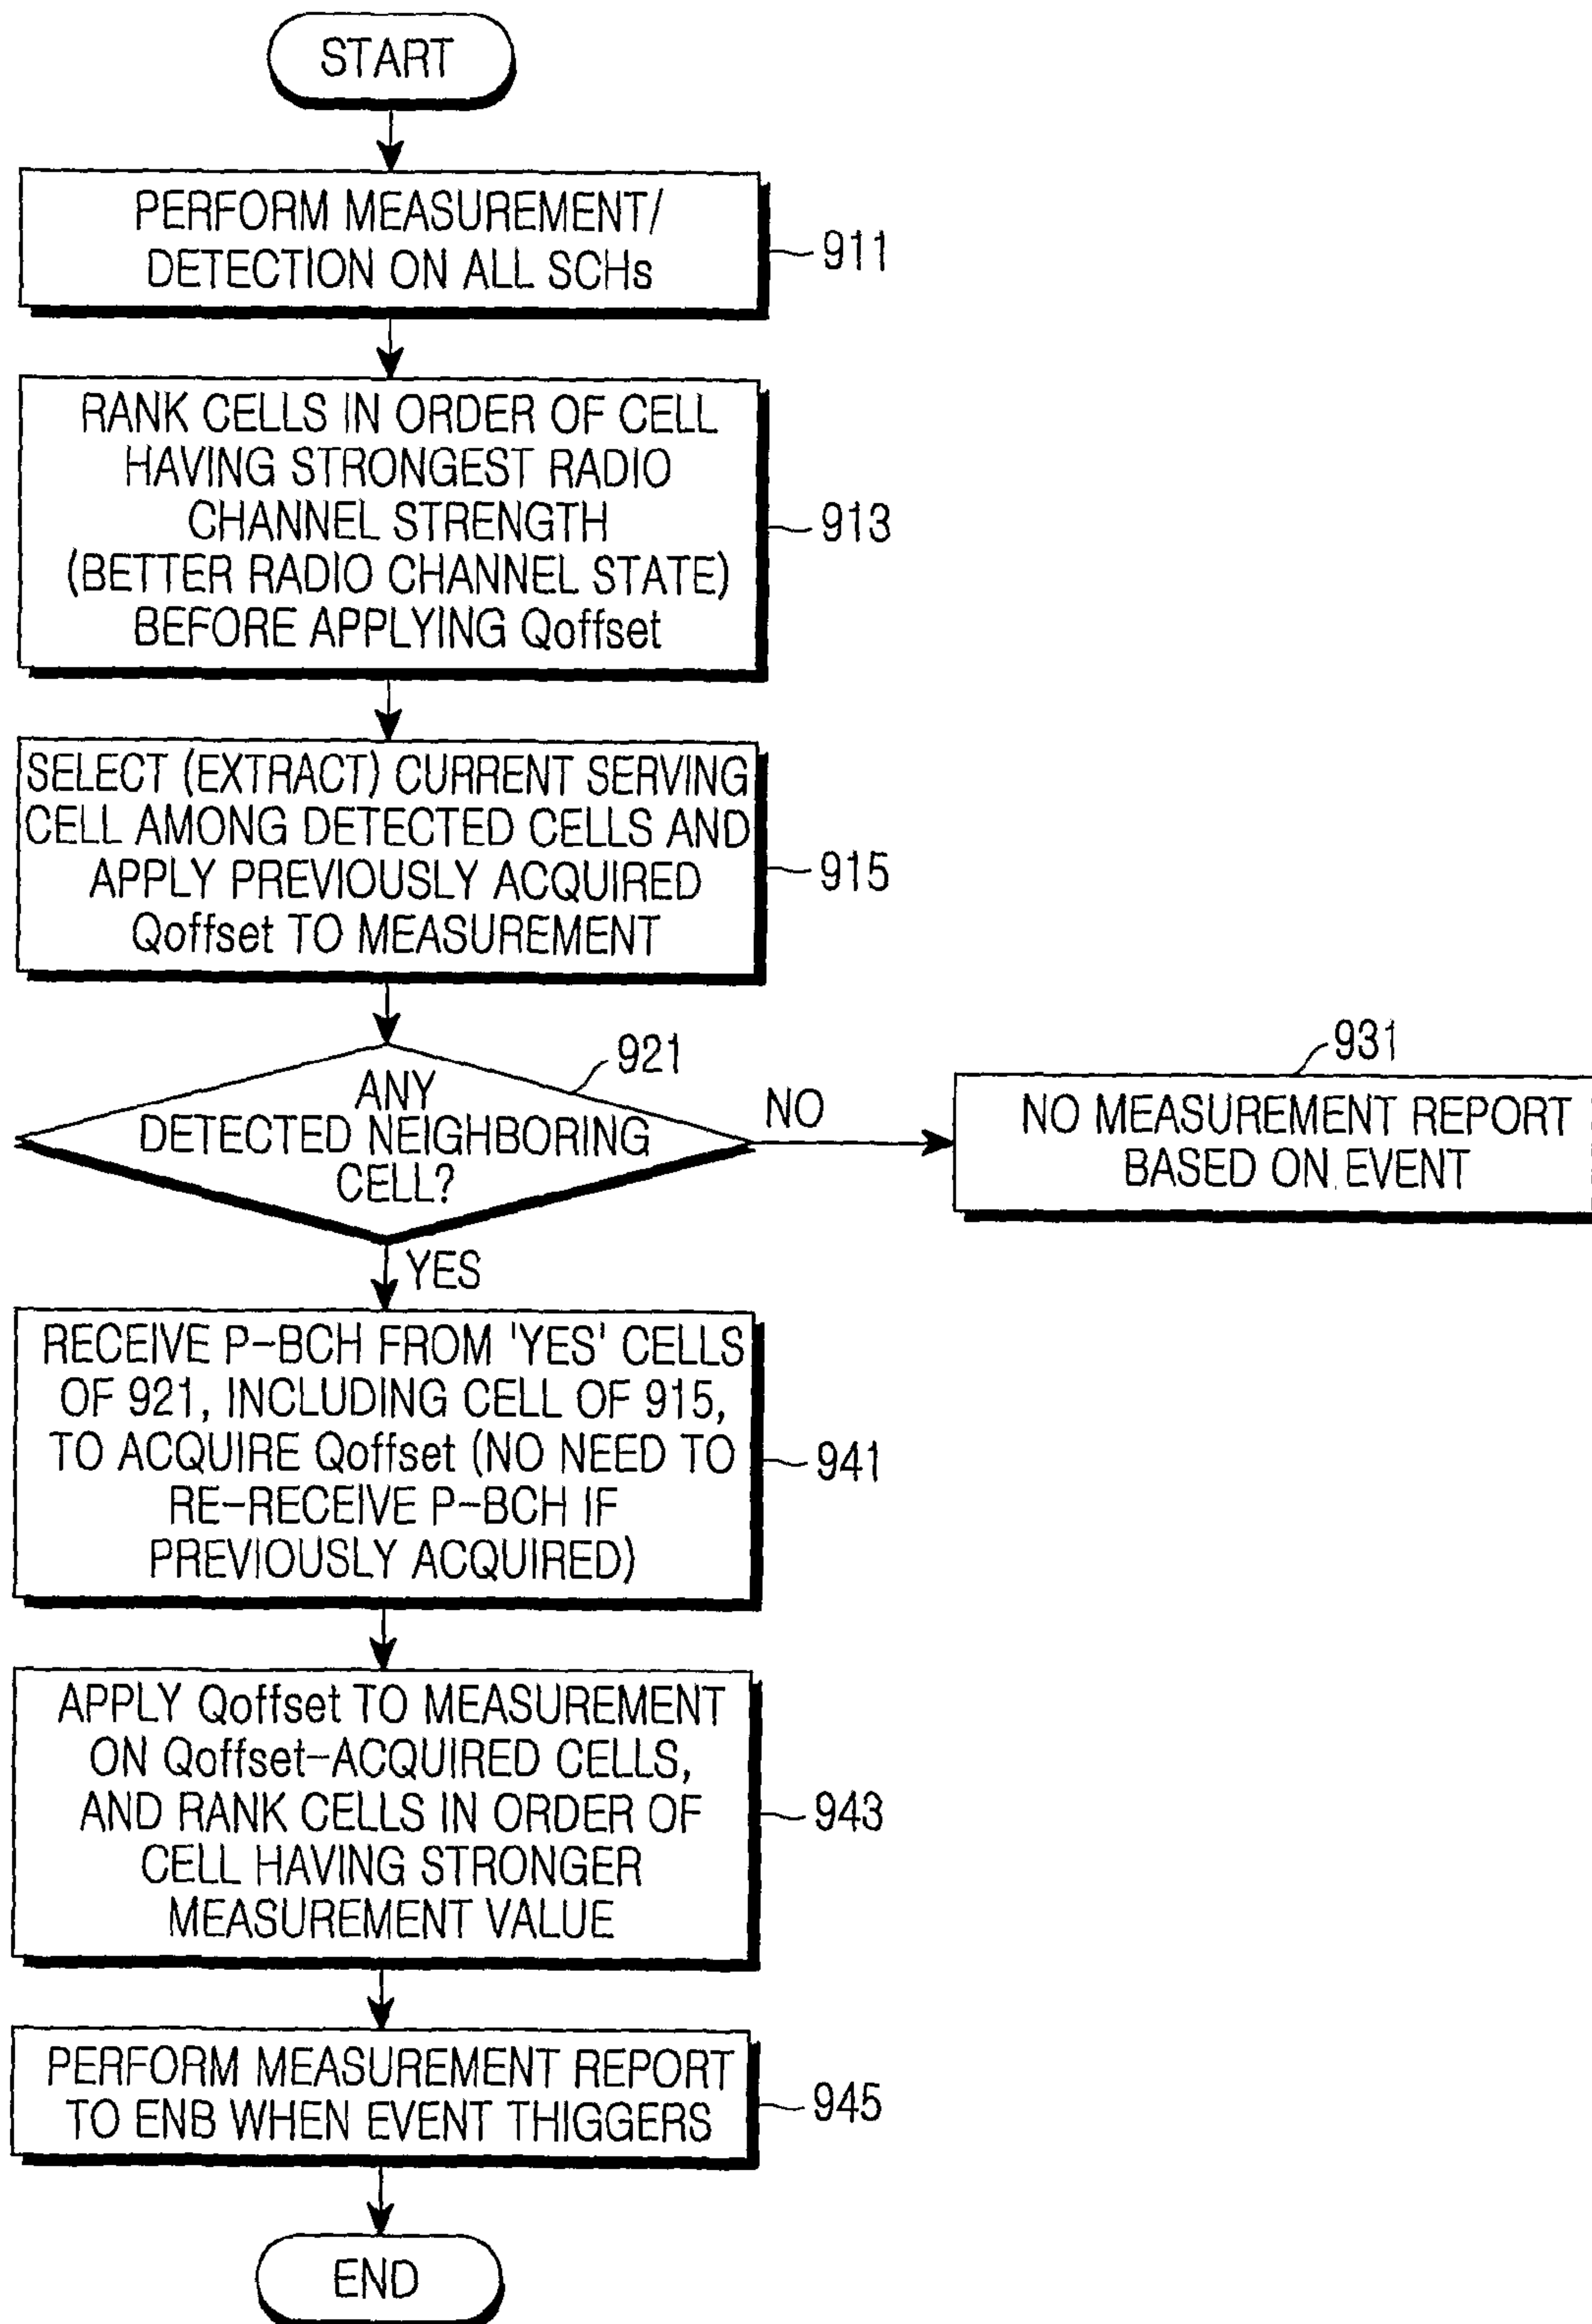 START
PERFORM MEASUREMENT/
DETECTION ON ALL SCHs
911
RANK CELLS IN ORDER OF CELL
HAVING STRONGEST RADIO
CHANNEL STRENGTH
(BETTER RADIO CHANNEL STATE)
BEFORE APPLYING Qoffset
913
SELECT (EXTRACT) CURRENT SERVING
CELL AMONG DETECTED CELLS AND
APPLY PREVIOUSLY ACQUIRED
Qoffset TO MEASUREMENT
915
921
ANY
DETECTED NEIGHBORING
CELL?
NO
931
NO MEASUREMENT REPORT
BASED ON EVENT
YES
RECEIVE P-BCH FROM 'YES' CELLS
OF 921, INCLUDING CELL OF 915,
TO ACQUIRE Qoffset (NO NEED TO
RE-RECEIVE P-BCH IF
PREVIOUSLY ACQUIRED)
941
APPLY Qoffset TO MEASUREMENT
ON Qoffset-ACQUIRED CELLS,
AND RANK CELLS IN ORDER OF
CELL HAVING STRONGER
MEASUREMENT VALUE
943
PERFORM MEASUREMENT REPORT
TO ENB WHEN EVENT THIGGERS
945
END